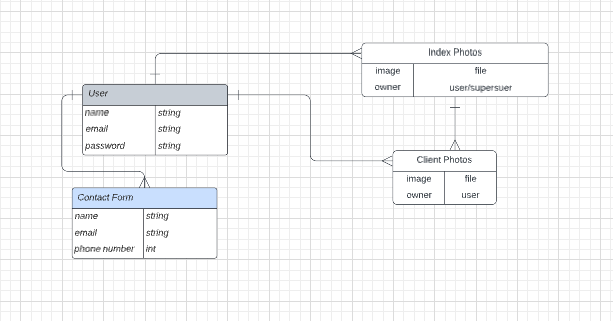 Index Photos
image file
owner user/supersuer
User
name string
email string
password string
Client Photos
image file
owner user
Contact Form
name string
email string
phone number int